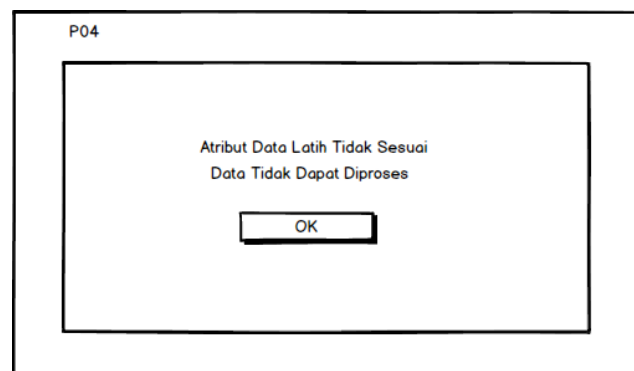 P04
Atribut Data Latih Tidak Sesuai
Data Tidak Dapat Diproses
OK